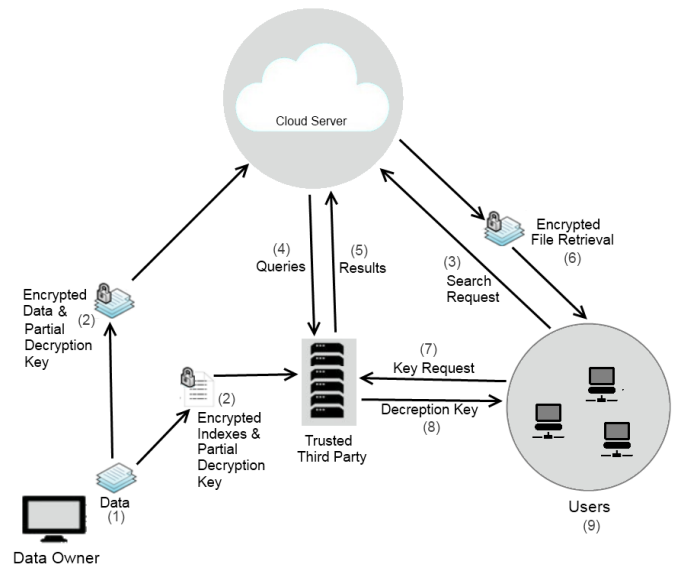 Cloud Server
Encrypted
File Retrieval
(6)
(4)
Queries
(5)
Results
(3)
Search
Request
Encrypted
Data &
Partial
Decryption
Key
(2)
(7)
Key Request
(2)
Encrypted
Indexes &
Partial
Decryption
Key
Decreption Key
(8)
Trusted
Third Party
Data
(1)
Users
(9)
Data Owner